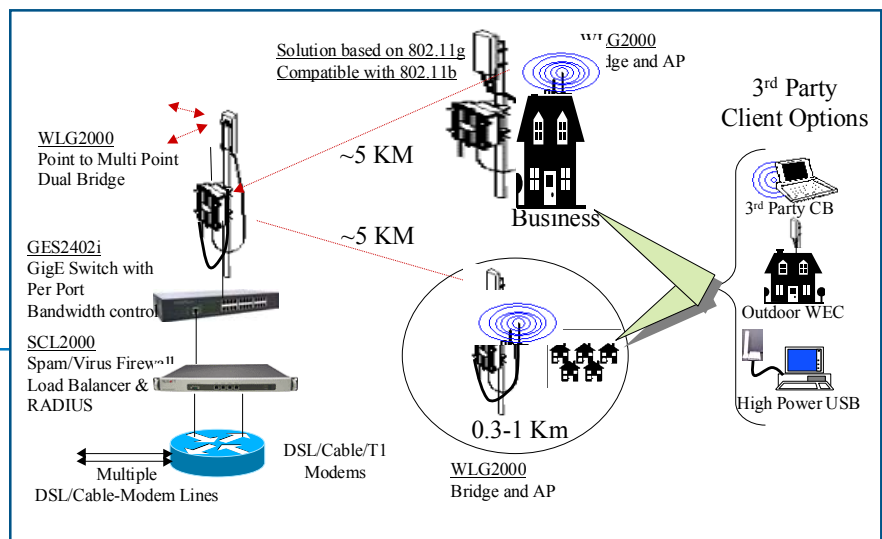 Solution based on 802.11g
Compatible with 802.11b
WLG2000
Bridge and AP
3rd Party
Client Options
WLG2000
Point to Multi Point
Dual Bridge
~5 KM
3rd Party CB
Business
~5 KM
GES2402i
GigE Switch with
Per Port
Bandwidth control
Outdoor WEC
SCL2000
Spam/Virus Firewall
Load Balancer &
RADIUS
High Power USB
0.3-1 Km
DSL/Cable/T1
Modems
WLG2000
Bridge and AP
Multiple
DSL/Cable-Modem Lines